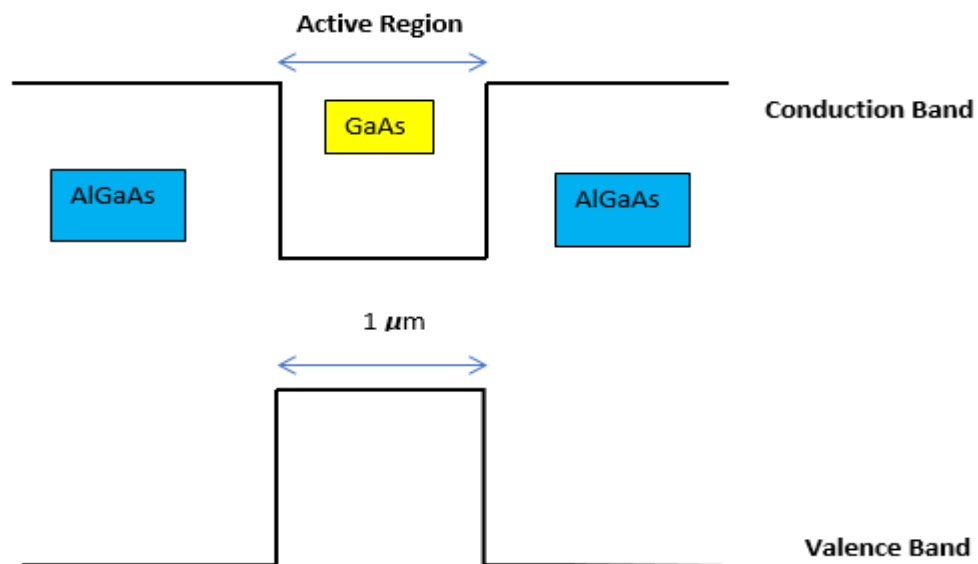 Active Region
GaAs
Conduction Band
AlGaAs
AlGaAs
1 𝝁m
Valence Band